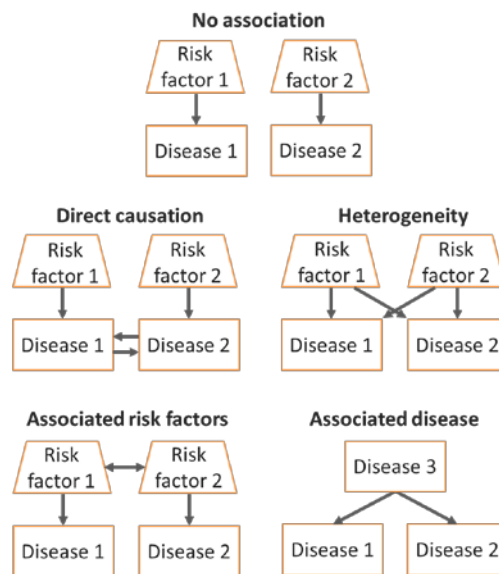 No association
Risk factor 1
Risk factor 2
Disease 1
Disease 2
Direct causation
Risk factor 1
Risk factor 2
Disease 1
Disease 2
Heterogeneity
Risk factor 1
Risk factor 2
Disease 1
Disease 2
Associated risk factors
Risk factor 1
Risk factor 2
Disease 1
Disease 2
Associated disease
Disease 3
Disease 1
Disease 2